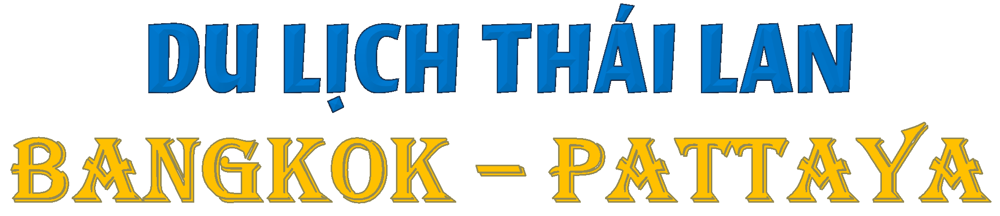 DU LỊCH THÁI LAN
BANGKOK – PATTAYA